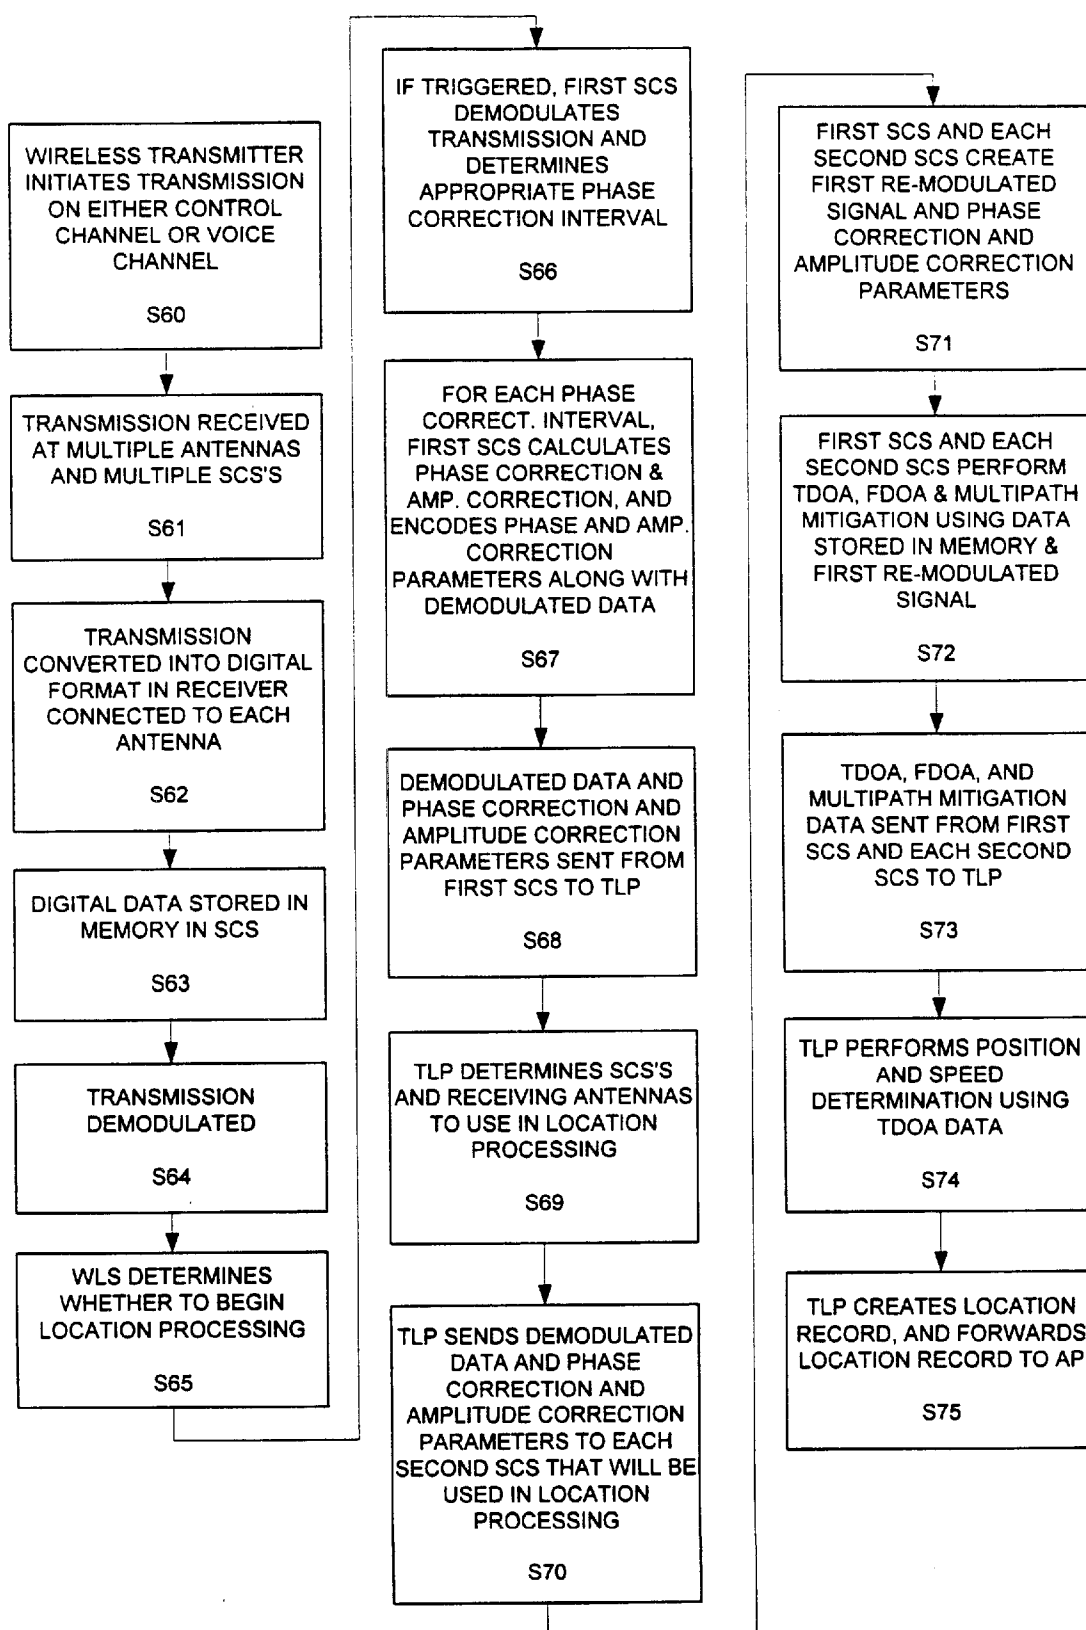 WIRELESS TRANSMITTER
INITIATES TRANSMISSION
ON EITHER CONTROL
CHANNEL OR VOICE
CHANNEL
S60
TRANSMISSION RECEIVED
AT MULTIPLE ANTENNAS
AND MULTIPLE SCS'S
S61
TRANSMISSION
CONVERTED INTO DIGITAL
FORMAT IN RECEIVER
CONNECTED TO EACH
ANTENNA
S62
DIGITAL DATA STORED IN
MEMORY IN SCS
S63
TRANSMISSION
DEMODULATED
S64
WLS DETERMINES
WHETHER TO BEGIN
LOCATION PROCESSING
S65
IF TRIGGERED, FIRST SCS
DEMODULATES
TRANSMISSION AND
DETERMINES
APPROPRIATE PHASE
CORRECTION INTERVAL
S66
FOR EACH PHASE
CORRECT. INTERVAL,
FIRST SCS CALCULATES
PHASE CORRECTION &
AMP. CORRECTION, AND
ENCODES PHASE AND AMP.
CORRECTION
PARAMETERS ALONG WITH
DEMODULATED DATA
S67
DEMODULATED DATA AND
PHASE CORRECTION AND
AMPLITUDE CORRECTION
PARAMETERS SENT FROM
FIRST SCS TO TLP
S68
TLP DETERMINES SCS'S
AND RECEIVING ANTENNAS
TO USE IN LOCATION
PROCESSING
S69
TLP SENDS DEMODULATED
DATA AND PHASE
CORRECTION AND
AMPLITUDE CORRECTION
PARAMETERS TO EACH
SECOND SCS THAT WILL BE
USED IN LOCATION
PROCESSING
S70
FIRST SCS AND EACH
SECOND SCS CREATE
FIRST RE-MODULATED
SIGNAL AND PHASE
CORRECTION AND
AMPLITUDE CORRECTION
PARAMETERS
S71
FIRST SCS AND EACH
SECOND SCS PERFORM
TDOA, FDOA & MULTIPATH
MITIGATION USING DATA
STORED IN MEMORY &
FIRST RE-MODULATED
SIGNAL
S72
TDOA, FDOA, AND
MULTIPATH MITIGATION
DATA SENT FROM FIRST
SCS AND EACH SECOND
SCS TO TLP
S73
TLP PERFORMS POSITION
AND SPEED
DETERMINATION USING
TDOA DATA
S74
TLP CREATES LOCATION
RECORD, AND FORWARDS
LOCATION RECORD TO AP
S75